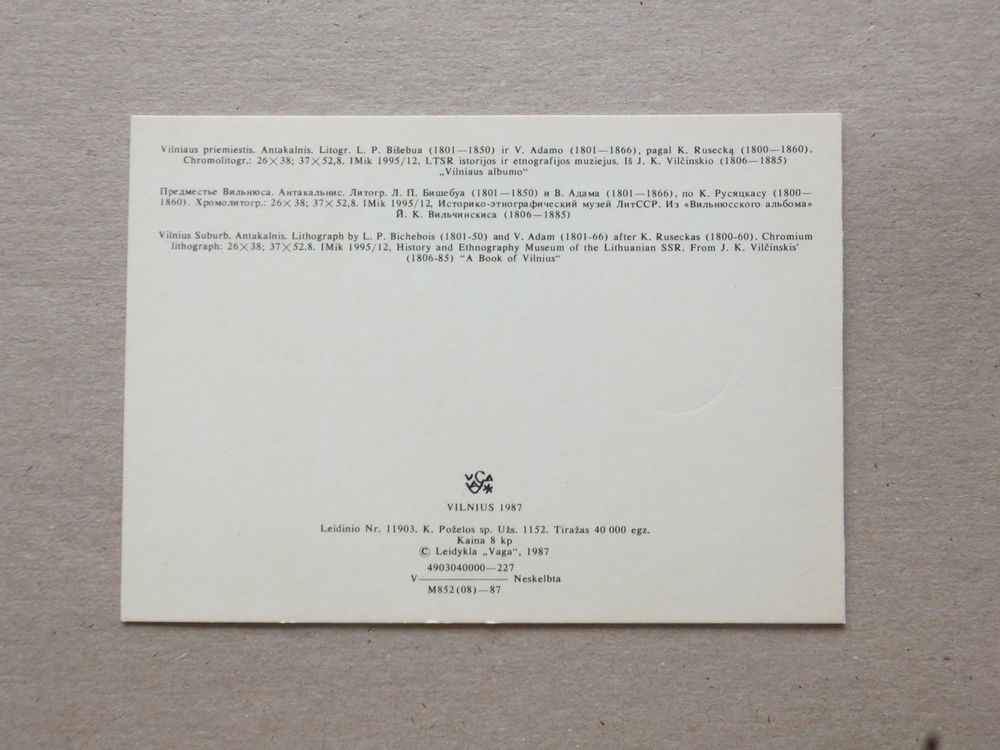 Vilniaus priemiestis. Antakalnis. Litogr. L. P. Bišebua (1801—1850) ir V. Adamo (1801—1866), pagal K. Rusecką (1800—1860).
Chromolitogr.: 26×38; 37×52,8. IMik 1995/12, LTSR istorijos ir etnografijos muziejus. Iš J. K. Vilčinskio (1806—1885)
„Vilniaus albumo“
Предместье Вильнюса. Антакальнис. Литогр. Л. П. Бишебуа (1801—1850) и В. Адама (1801—1866), по К. Русяцкасу (1800—
1860). Хромолитогр.: 26×38; 37×52,8. IMik 1995/12, Историко-этнографический музей ЛитССР. Из «Вильнюсского альбома»
Й. К. Вильчинскиса (1806—1885)
Vilnius Suburb. Antakalnis. Lithograph by L. P. Bichebois (1801-50) and V. Adam (1801-66) after K. Ruseckas (1800-60). Chromium
lithograph: 26×38; 37×52,8. IMik 1995/12, History and Ethnography Museum of the Lithuanian SSR. From J. K. Vilčinskis'
(1806-85) “A Book of Vilnius“
VILNIUS 1987
Leidinio Nr. 11903. K. Poželos sp. Užs. 1152. Tiražas 40 000 egz.
Kaina 8 kp
© Leidykla „Vaga“, 1987
4903040000—227
V———— Neskelbta
M852(08)—87